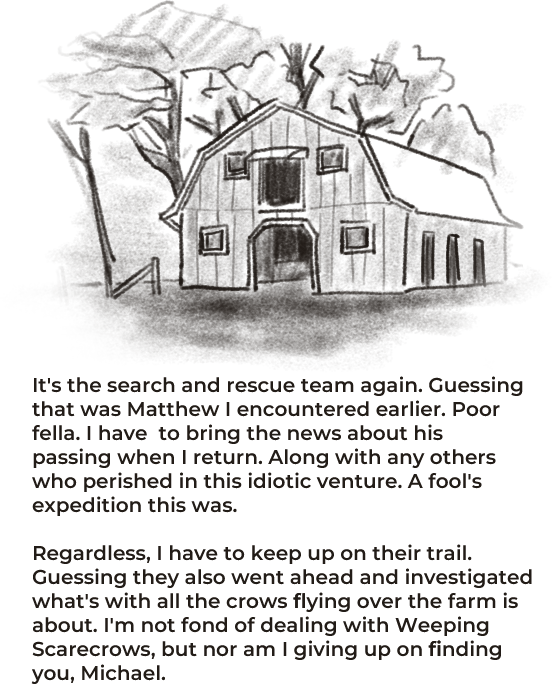 It's the search and rescue team again. Guessing
that was Matthew I encountered earlier. Poor
fella. I have  to bring the news about his
passing when I return. Along with any others
who perished in this idiotic venture. A fool's
expedition this was.

Regardless, I have to keep up on their trail.
Guessing they also went ahead and investigated
what's with all the crows flying over the farm is
about. I'm not fond of dealing with Weeping
Scarecrows, but nor am I giving up on finding
you, Michael.